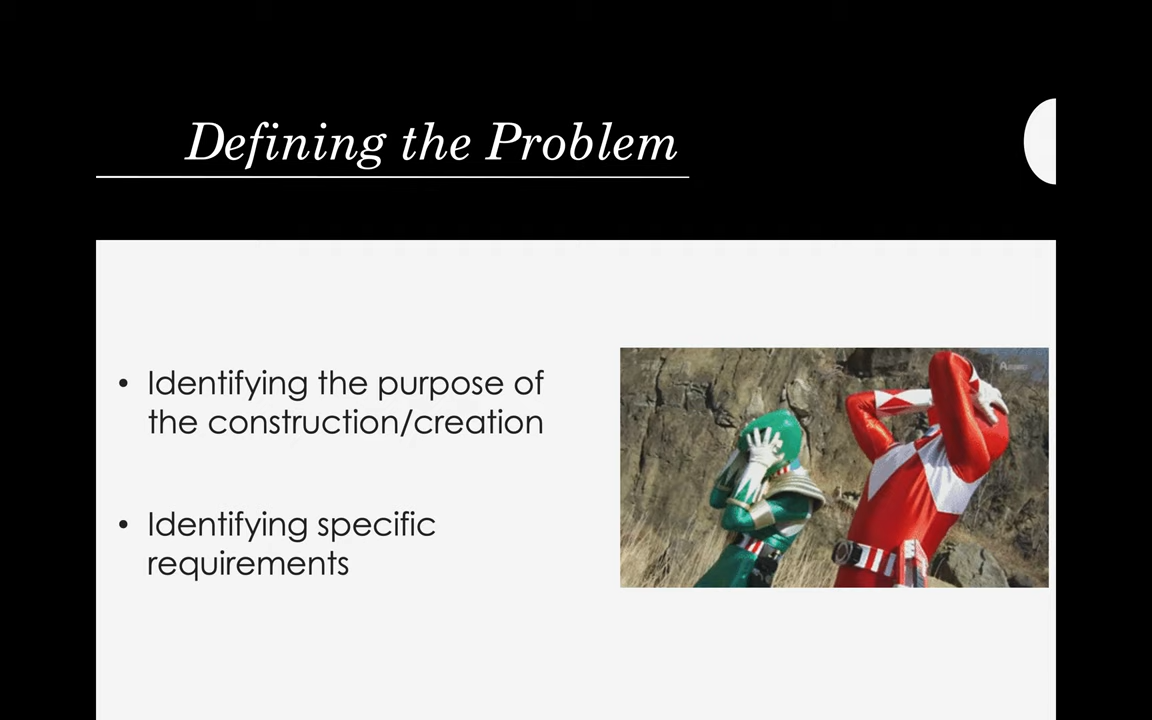 Defining the Problem
• Identifying the purpose of
the construction/creation
• Identifying specific
requirements